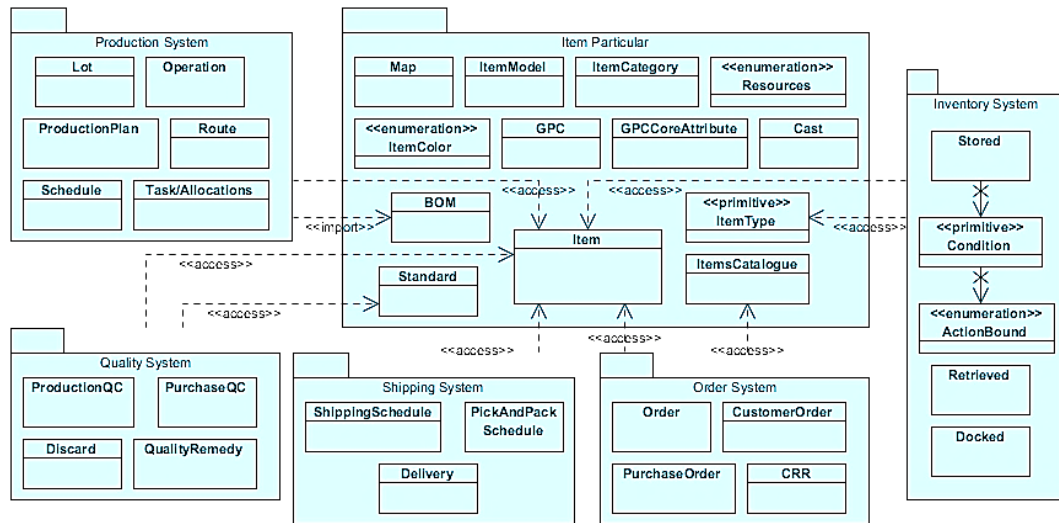 Production System
Lot
Operation
ProductionPlan
Route
Schedule
Task/Allocations
Item Particular
Map
ItemModel
ItemCategory
<<enumeration>>
Resources
<<enumeration>>
ItemColor
GPC
GPCCoreAttribute
Cast
<<access>>
<<access>>
BOM
<<import>>
<<primitive>>
ItemType
<<access>>
Item
<<access>>
Standard
ItemsCatalogue
<<access>>
Inventory System
Stored
<<primitive>>
Condition
<<enumeration>>
ActionBound
Retrieved
Docked
<<access>>
<<access>>
<<access>>
Quality System
ProductionQC
PurchaseQC
Discard
QualityRemedy
Shipping System
ShippingSchedule
PickAndPack
Schedule
Delivery
Order System
Order
CustomerOrder
PurchaseOrder
CRR